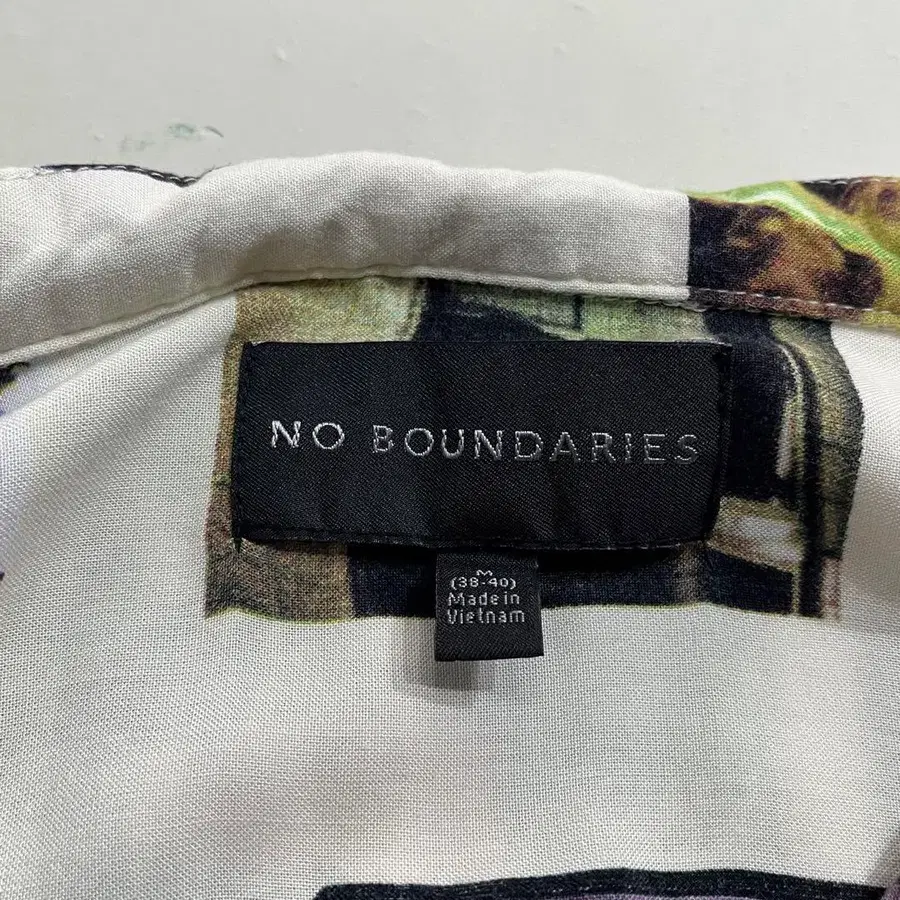 NO BOUNDARIES
M
(38-40)
Made in
Vietnam